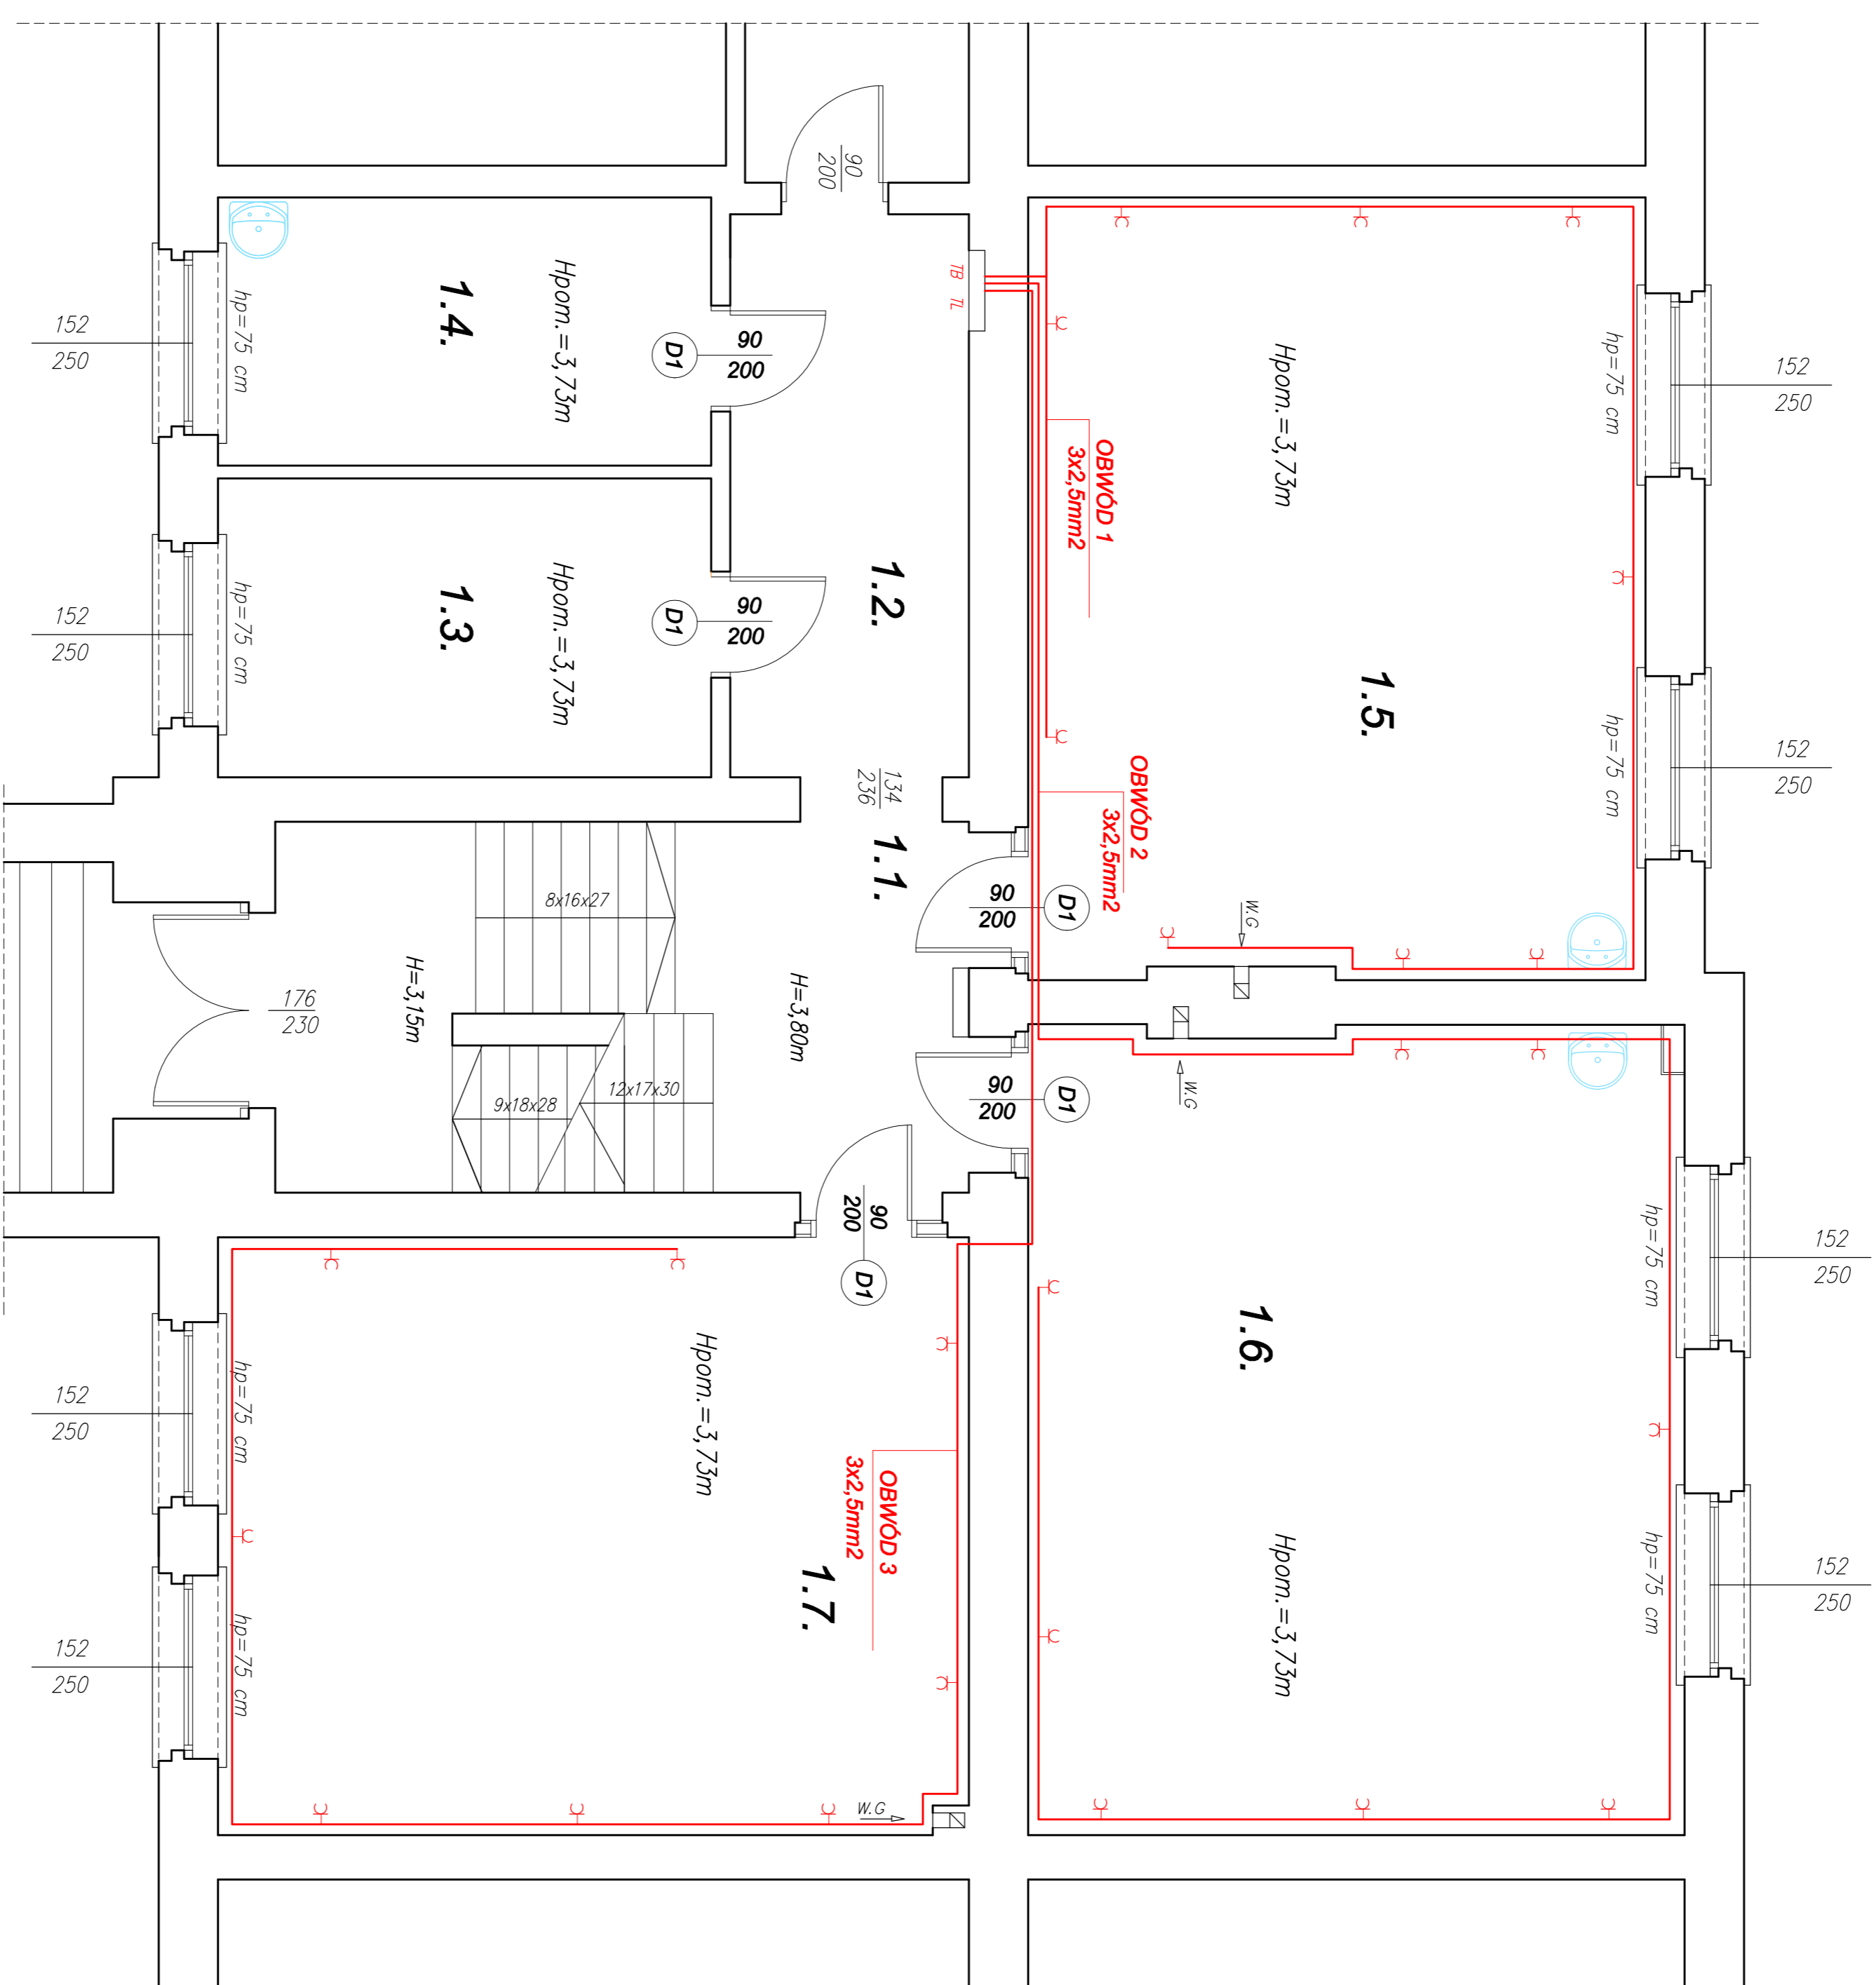 90
200
152
250
hp=75 cm
1.4.
Hpom.=3,73m
D1
90
200
TB TL
OBWÓD 1
3x2,5mm2
Hpom.=3,73m
hp=75 cm
152
250
152
250
hp=75 cm
1.3.
Hpom.=3,73m
D1
90
200
1.2.
1.5.
hp=75 cm
152
250
134
236
1.1.
OBWÓD 2
3x2,5mm2
90
200
D1
W.G
8x16x27
H=3,15m
H=3,80m
176
230
9x18x28
12x17x30
90
200
D1
W.G
90
200
D1
hp=75 cm
152
250
1.6.
Hpom.=3,73m
hp=75 cm
152
250
152
250
hp=75 cm
Hpom.=3,73m
OBWÓD 3
3x2,5mm2
1.7.
152
250
hp=75 cm
W.G